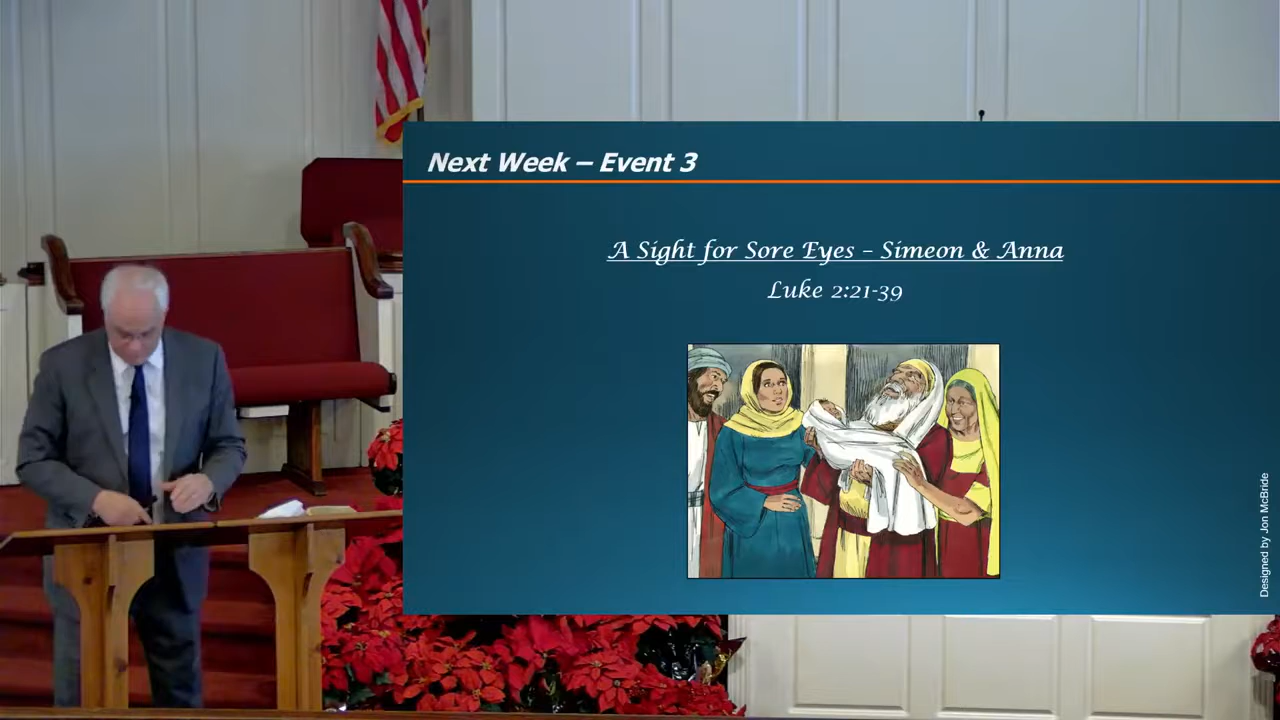 Next Week – Event 3
A Sight for Sore Eyes – Simeon & Anna
Luke 2:21-39
Designed by Jon McBride